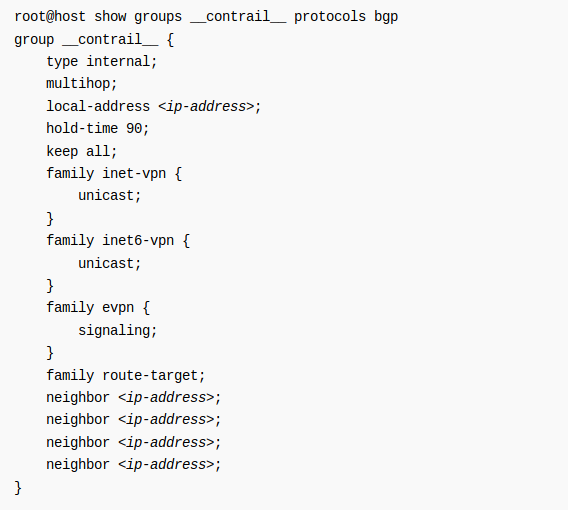 root@host show groups __contrail__ protocols bgp
group __contrail__ {
    type internal;
    multihop;
    local-address <ip-address>;
    hold-time 90;
    keep all;
    family inet-vpn {
        unicast;
    }
    family inet6-vpn {
        unicast;
    }
    family evpn {
        signaling;
    }
    family route-target;
    neighbor <ip-address>;
    neighbor <ip-address>;
    neighbor <ip-address>;
    neighbor <ip-address>;
}